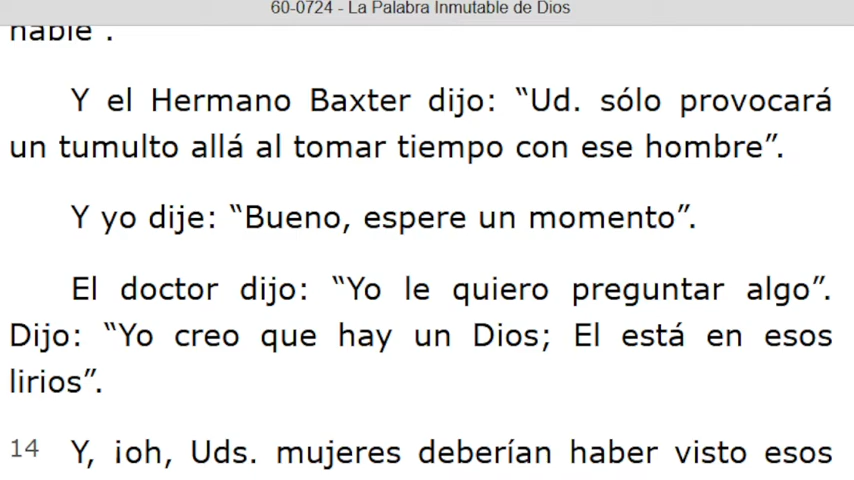 60-0724 - La Palabra Inmutable de Dios
hable".
Y el Hermano Baxter dijo: “Ud. sólo provocará
un tumulto allá al tomar tiempo con ese hombre”.
Y yo dije: “Bueno, espere un momento”.
El doctor dijo: “Yo le quiero preguntar algo”.
Dijo: “Yo creo que hay un Dios; El está en esos
lirios”.
14 Y, ¡oh, Uds. mujeres deberían haber visto esos